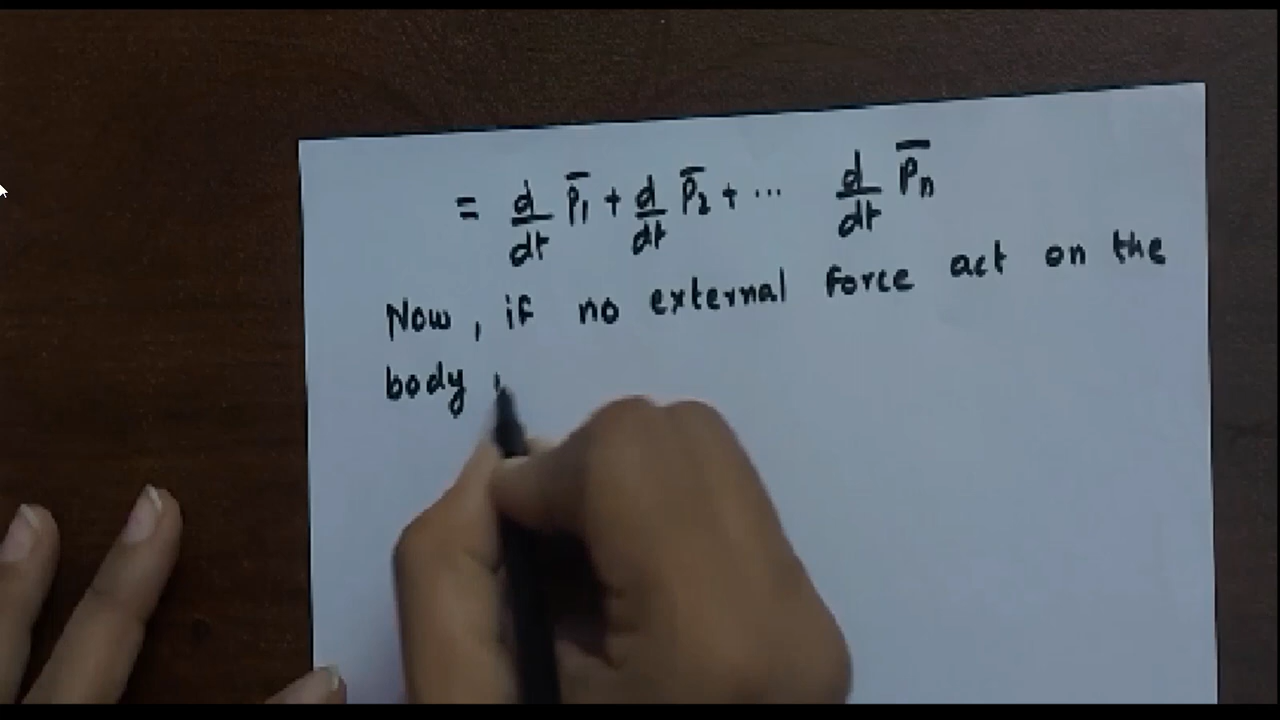 = d/dt P̅₁ + d/dt P̅₂ + ... d/dt P̅n
Now, if no external force act on the
body